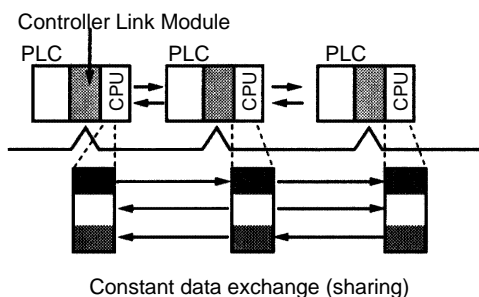 Controller Link Module
PLC PLC PLC
CPU CPU CPU
Constant data exchange (sharing)